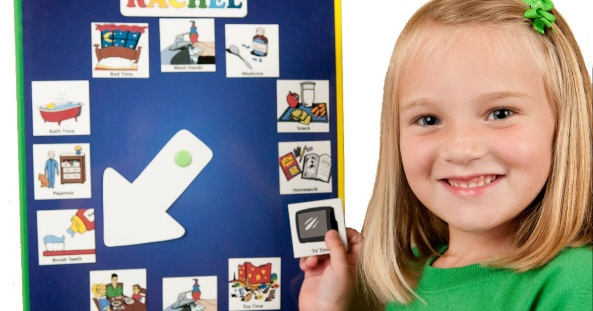 RACHEL
Bed Time
Wash Hands
Medicine
Bath Time
Snack
Pajamas
Homework
Brush Teeth
TV Time
Toy Time